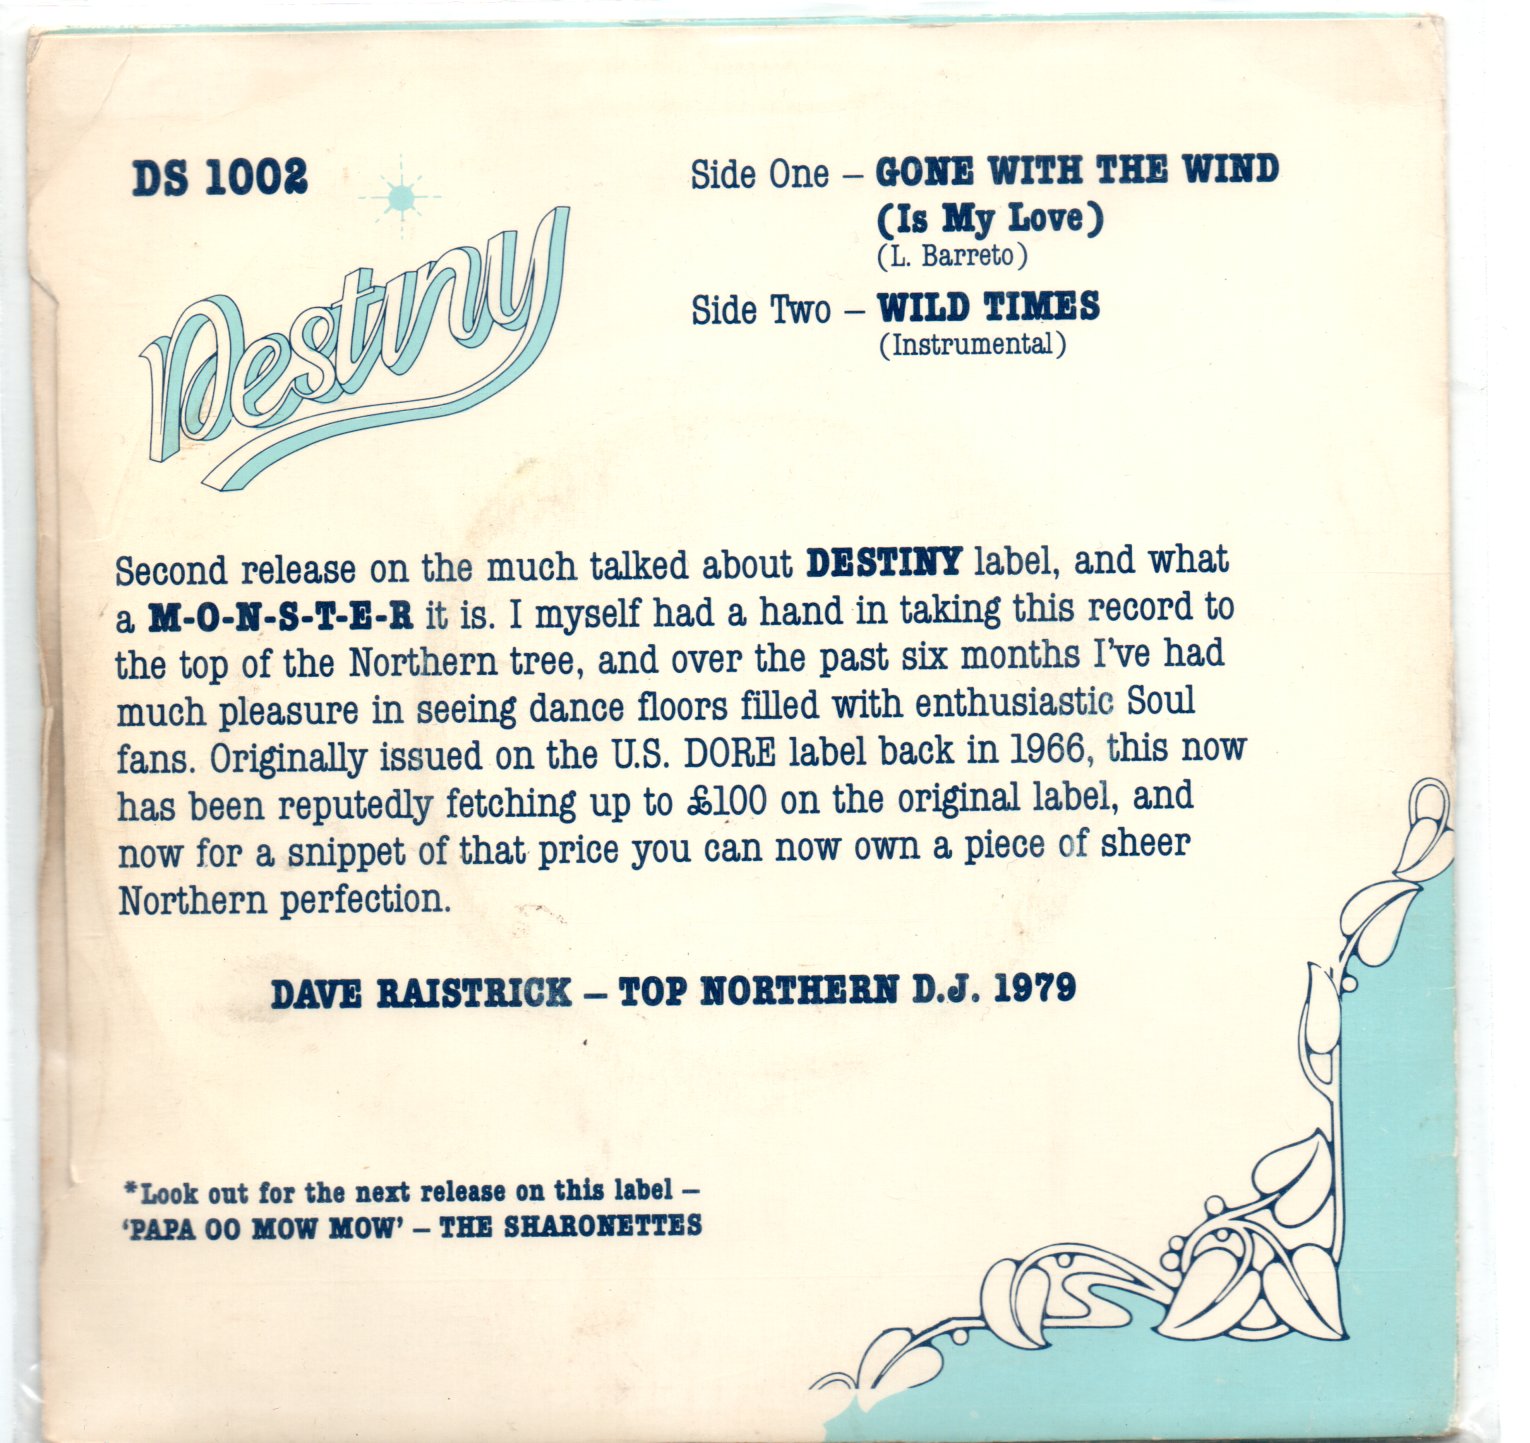 DS 1002
Destiny
Side One – GONE WITH THE WIND
(Is My Love)
(L. Barreto)
Side Two – WILD TIMES
(Instrumental)
Second release on the much talked about DESTINY label, and what
a M-O-N-S-T-E-R it is. I myself had a hand in taking this record to
the top of the Northern tree, and over the past six months I've had
much pleasure in seeing dance floors filled with enthusiastic Soul
fans. Originally issued on the U.S. DORE label back in 1966, this now
has been reputedly fetching up to £100 on the original label, and
now for a snippet of that price you can now own a piece of sheer
Northern perfection.
DAVE RAISTRICK – TOP NORTHERN D.J. 1979
*Look out for the next release on this label –
‘PAPA OO MOW MOW’ – THE SHARONETTES